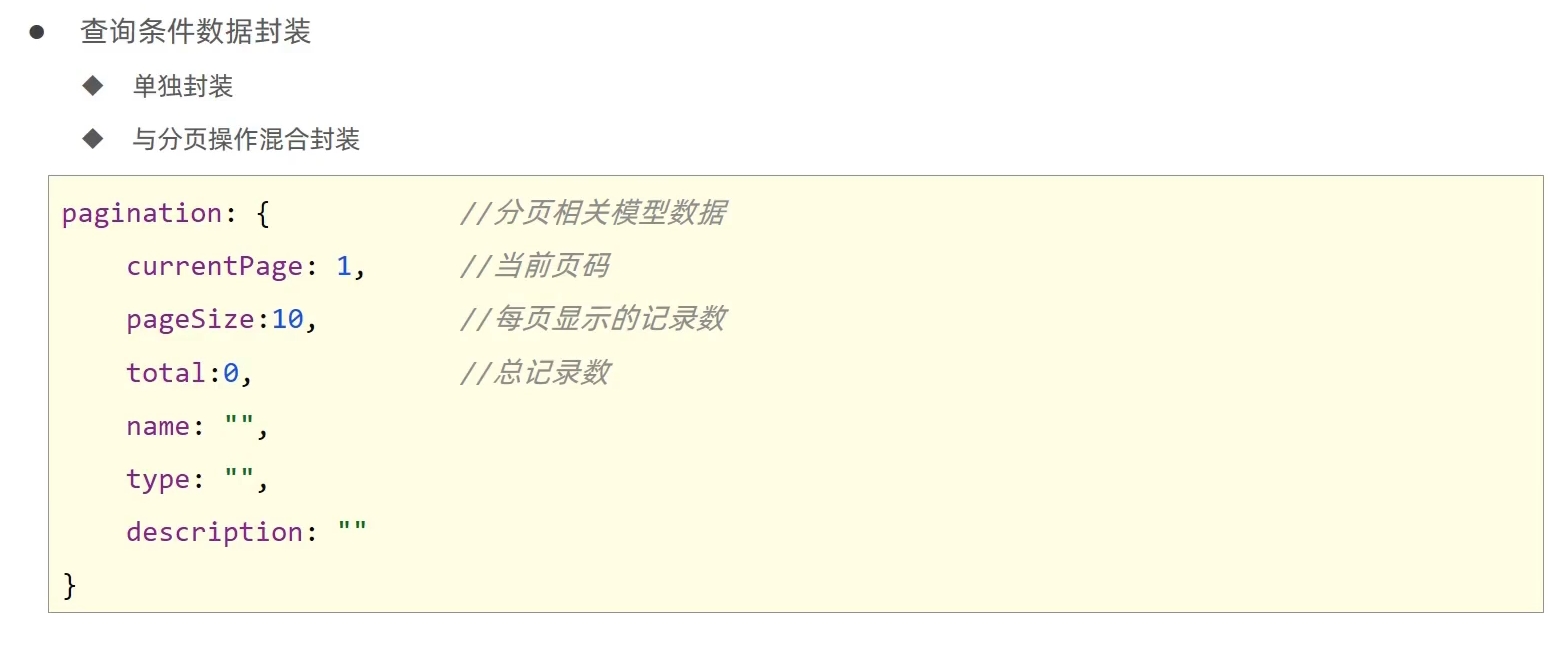 ● 查询条件数据封装
◆ 单独封装
◆ 与分页操作混合封装
pagination: { //分页相关模型数据
    currentPage: 1, //当前页码
    pageSize:10, //每页显示的记录数
    total:0, //总记录数
    name: "",
    type: "",
    description: ""
}